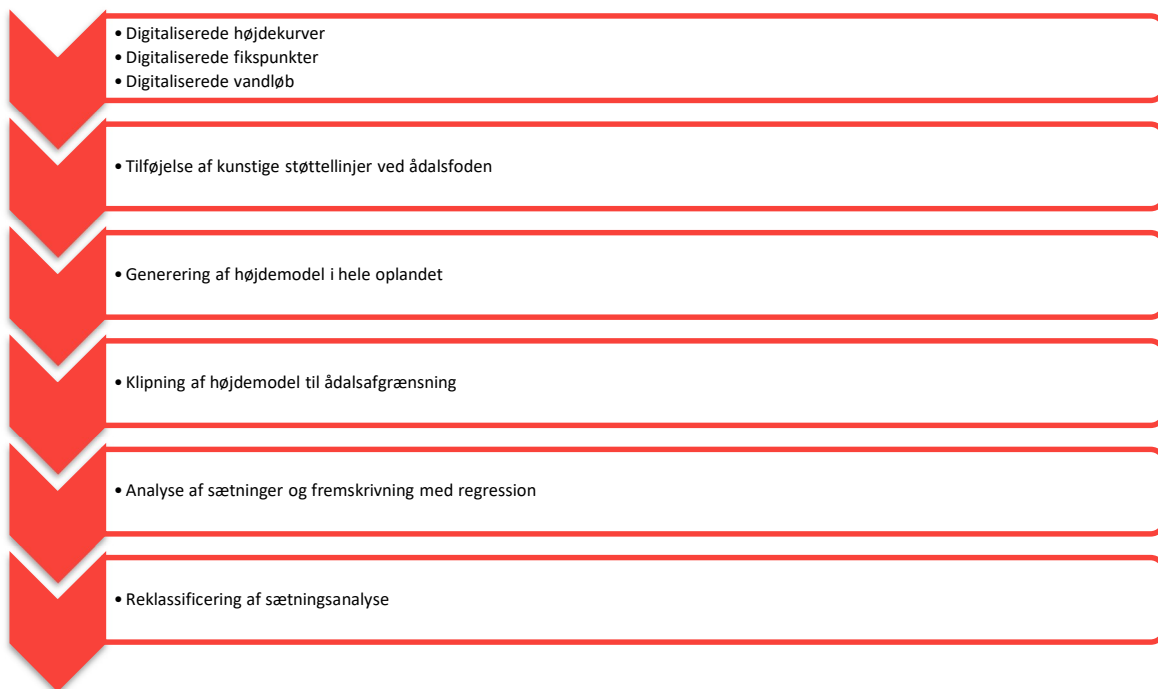 • Digitaliserede højdekurver
• Digitaliserede fikspunkter
• Digitaliserede vandløb
• Tilføjelse af kunstige støttellinjer ved ådalsfoden
• Generering af højdemodel i hele oplandet
• Klipning af højdemodel til ådalsafgrænsning
• Analyse af sætninger og fremskrivning med regression
• Reklassificering af sætningsanalyse